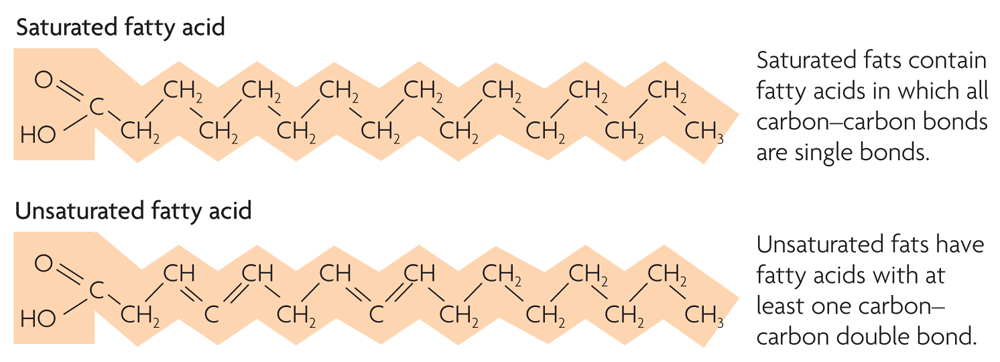 Saturated fatty acid
O CH₂ CH₂ CH₂ CH₂ CH₂ CH₂ CH₂
C
HO CH₂ CH₂ CH₂ CH₂ CH₂ CH₂ CH₂ CH₃
Saturated fats contain
fatty acids in which all
carbon–carbon bonds
are single bonds.
Unsaturated fatty acid
O CH CH CH CH CH₂ CH₂ CH₂
C
HO CH₂ C CH₂ C CH₂ CH₂ CH₂ CH₃
Unsaturated fats have
fatty acids with at
least one carbon–
carbon double bond.